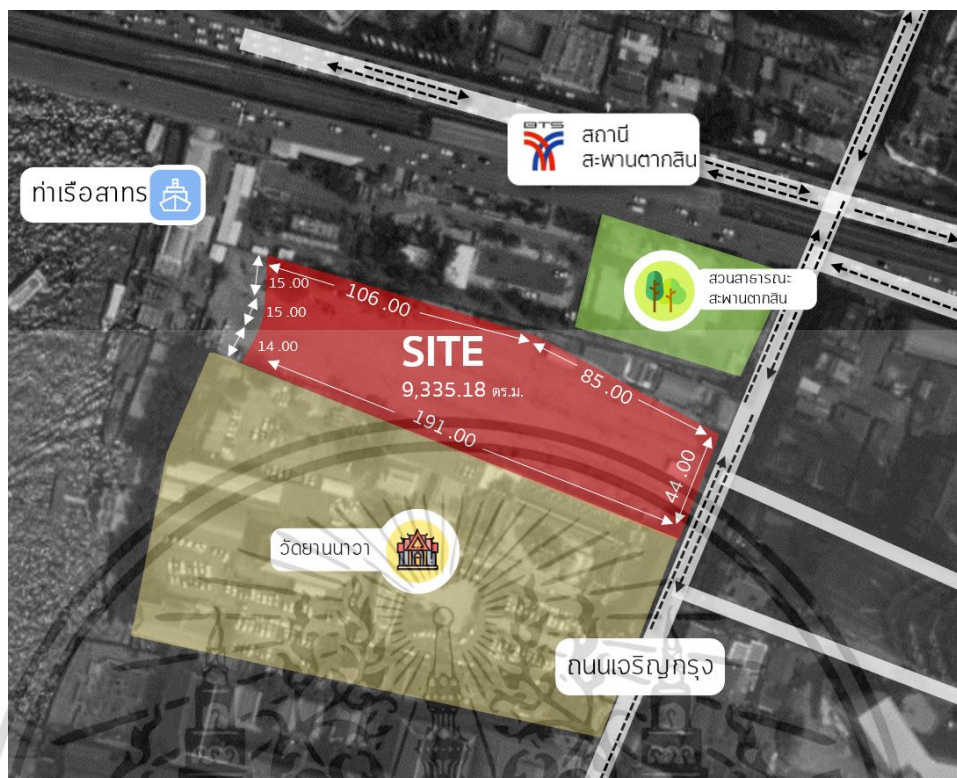 BTS
สถานี
สะพานตากสิน
ท่าเรือสาทร
สวนสาธารณะ
สะพานตากสิน
15.00
106.00
15.00
14.00
SITE
9,335.18 ตร.ม.
85.00
191.00
44.00
วัดยานนาวา
ถนนเจริญกรุง